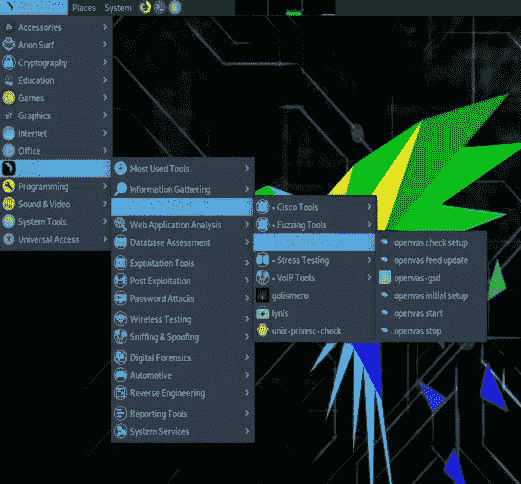 Places System
Accessories
Anon Surf
Cryptography
Education
Games
Graphics
Internet
Office
Programming
Sound & Video
System Tools
Universal Access
Most Used Tools
Information Gathering
Web Application Analysis
Database Assessment
Exploitation Tools
Post Exploitation
Password Attacks
Wireless Testing
Sniffing & Spoofing
Digital Forensics
Automotive
Reverse Engineering
Reporting Tools
System Services
• Cisco Tools
• Fuzzing Tools
• Stress Testing
• VoIP Tools
golismero
lynis
unix-privesc-check
openvas check setup
openvas feed update
openvas-gsd
openvas initial setup
openvas start
openvas stop